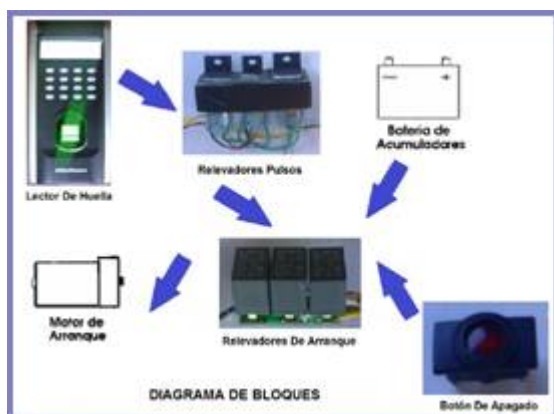 Lector De Huella
Relevadores Pulsos
Bateria de
Acumuladores
Motor de
Arranque
Relevadores De Arranque
DIAGRAMA DE BLOQUES
Botón De Apagado